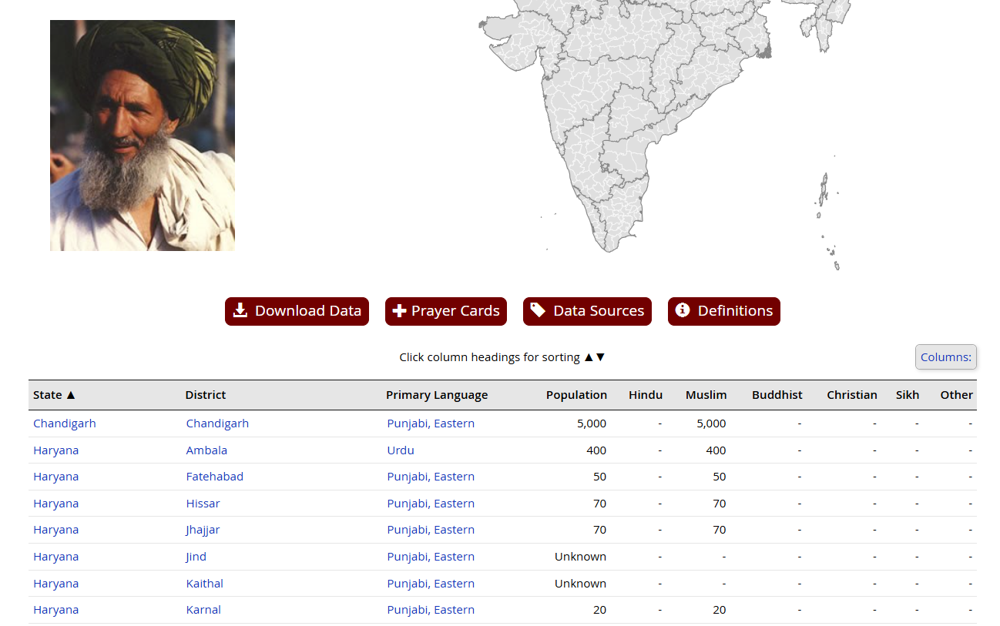 Download Data Prayer Cards Data Sources Definitions
Click column headings for sorting ▲▼
Columns:
State ▲ District Primary Language Population Hindu Muslim Buddhist Christian Sikh Other
Chandigarh Chandigarh Punjabi, Eastern 5,000 - 5,000 - - - -
Haryana Ambala Urdu 400 - 400 - - - -
Haryana Fatehabad Punjabi, Eastern 50 - 50 - - - -
Haryana Hissar Punjabi, Eastern 70 - 70 - - - -
Haryana Jhajjar Punjabi, Eastern 70 - 70 - - - -
Haryana Jind Punjabi, Eastern Unknown - - - - - -
Haryana Kaithal Punjabi, Eastern Unknown - - - - - -
Haryana Karnal Punjabi, Eastern 20 - 20 - - - -